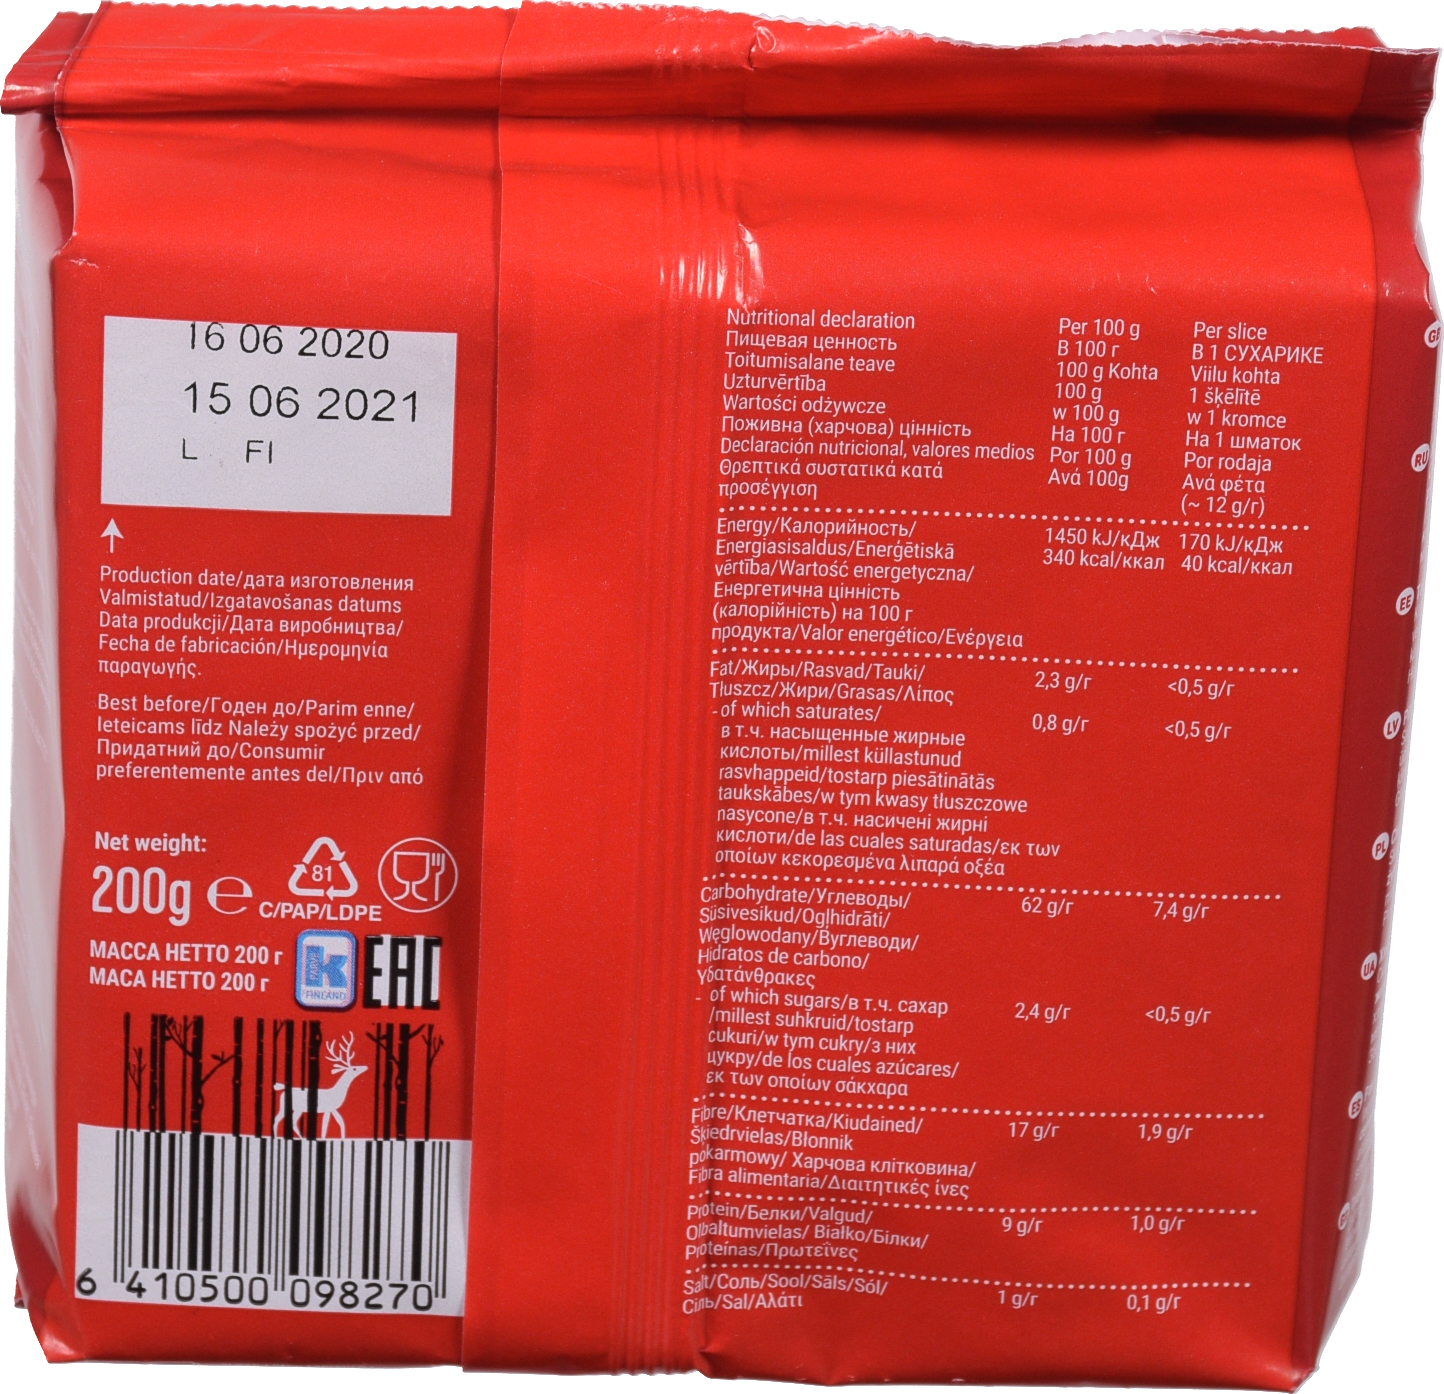 16 06 2020
15 06 2021
L FI
Production date/дата изготовления
Valmistatud/Izgatavošanas datums
Data produkcji/Дата виробництва/
Fecha de fabricación/Ημερομηνία
παραγωγής.
Best before/Годен до/Parim enne/
Ieteicams līdz Należy spożyć przed/
Придатний до/Consumir
preferentemente antes del/Πριν από
Net weight:
200g e
81
C/PAP/LDPE
МАССА НЕТТО 200 г
МАСА НЕТТО 200 г
k
PARVE
FINLAND
EAC
6 410500 098270
Nutritional declaration
Пищевая ценность
Toitumisalane teave
Uzturvērtība
Wartości odżywcze
Поживна (харчова) цінність
Declaración nutricional, valores medios
Θρεπτικά συστατικά κατά
προσέγγιση
Per 100 g
В 100 г
100 g Kohta
100 g
w 100 g
На 100 г
Por 100 g
Ανά 100g
Per slice
В 1 СУХАРИКЕ
Viilu kohta
1 šķēlītē
w 1 kromce
На 1 шматок
Por rodaja
Ανά φέτα
(~ 12 g/г)
Energy/Калорийность/
Energiasisaldus/Enerģētiskā
vērtība/Wartość energetyczna/
Енергетична цінність
(калорійність) на 100 г
продукта/Valor energético/Ενέργεια
1450 kJ/кДж 170 kJ/кДж
340 kcal/ккал 40 kcal/ккал
Fat/Жиры/Rasvad/Tauki/
Tłuszcz/Жири/Grasas/Λίπος
2,3 g/г <0,5 g/г
- of which saturates/
в т.ч. насыщенные жирные
кислоты/millest küllastunud
rasvhappeid/tostarp piesātinātās
taukskābes/w tym kwasy tłuszczowe
nasycone/в т.ч. насичені жирні
кислоти/de las cuales saturadas/εκ των
οποίων κεκορεσμένα λιπαρά οξέα
0,8 g/г <0,5 g/г
Carbohydrate/Углеводы/
Süsivesikud/Ogļhidrāti/
Węglowodany/Вуглеводи/
Hidratos de carbono/
Υδατάνθρακες
62 g/г 7,4 g/г
- of which sugars/в т.ч. сахар
/millest suhkruid/tostarp
cukuri/w tym cukry/з них
цукру/de los cuales azúcares/
εκ των οποίων σάκχαρα
2,4 g/г <0,5 g/г
Fibre/Клетчатка/Kiudained/
Šķiedrvielas/Błonnik
pokarmowy/ Харчова клітковина/
Fibra alimentaria/Διαιτητικές ίνες
17 g/г 1,9 g/г
Protein/Белки/Valgud/
Olbaltumvielas/ Białko/Білки/
Proteínas/Πρωτεΐνες
9 g/г 1,0 g/г
Salt/Соль/Sool/Sāls/Sól/
Сіль/Sal/Αλάτι
1 g/г 0,1 g/г
RU
EE
LV
PL
UA
ES